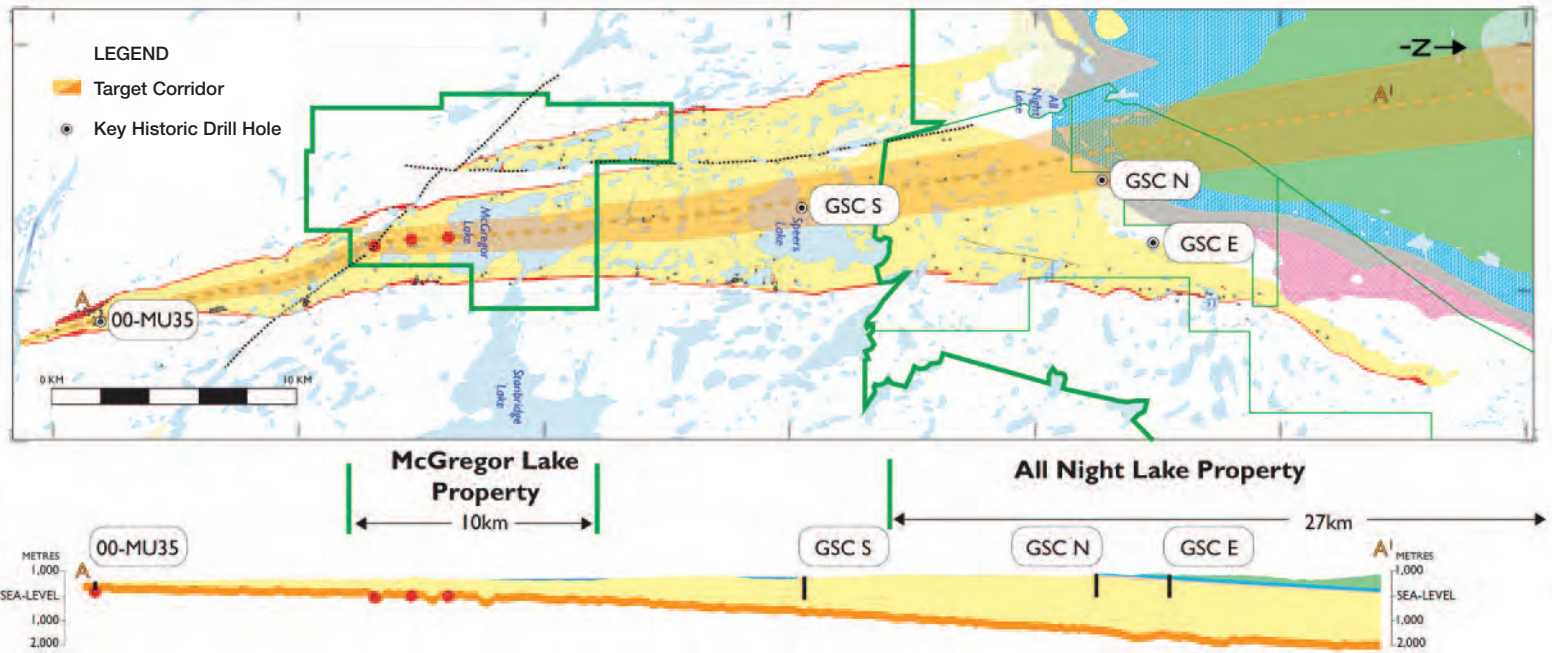 LEGEND
Target Corridor
Key Historic Drill Hole
-Z→
All
Night
Lake
A'
GSC N
GSC S
GSC E
McGregor
Lake
Speers
Lake
A
00-MU35
0 KM 10 KM
Stanbridge
Lake
McGregor Lake
Property
10km
All Night Lake Property
27km
00-MU35
GSC S
GSC N
GSC E
METRES
A
1,000
SEA-LEVEL
1,000
2,000
A'
METRES
1,000
SEA-LEVEL
1,000
2,000